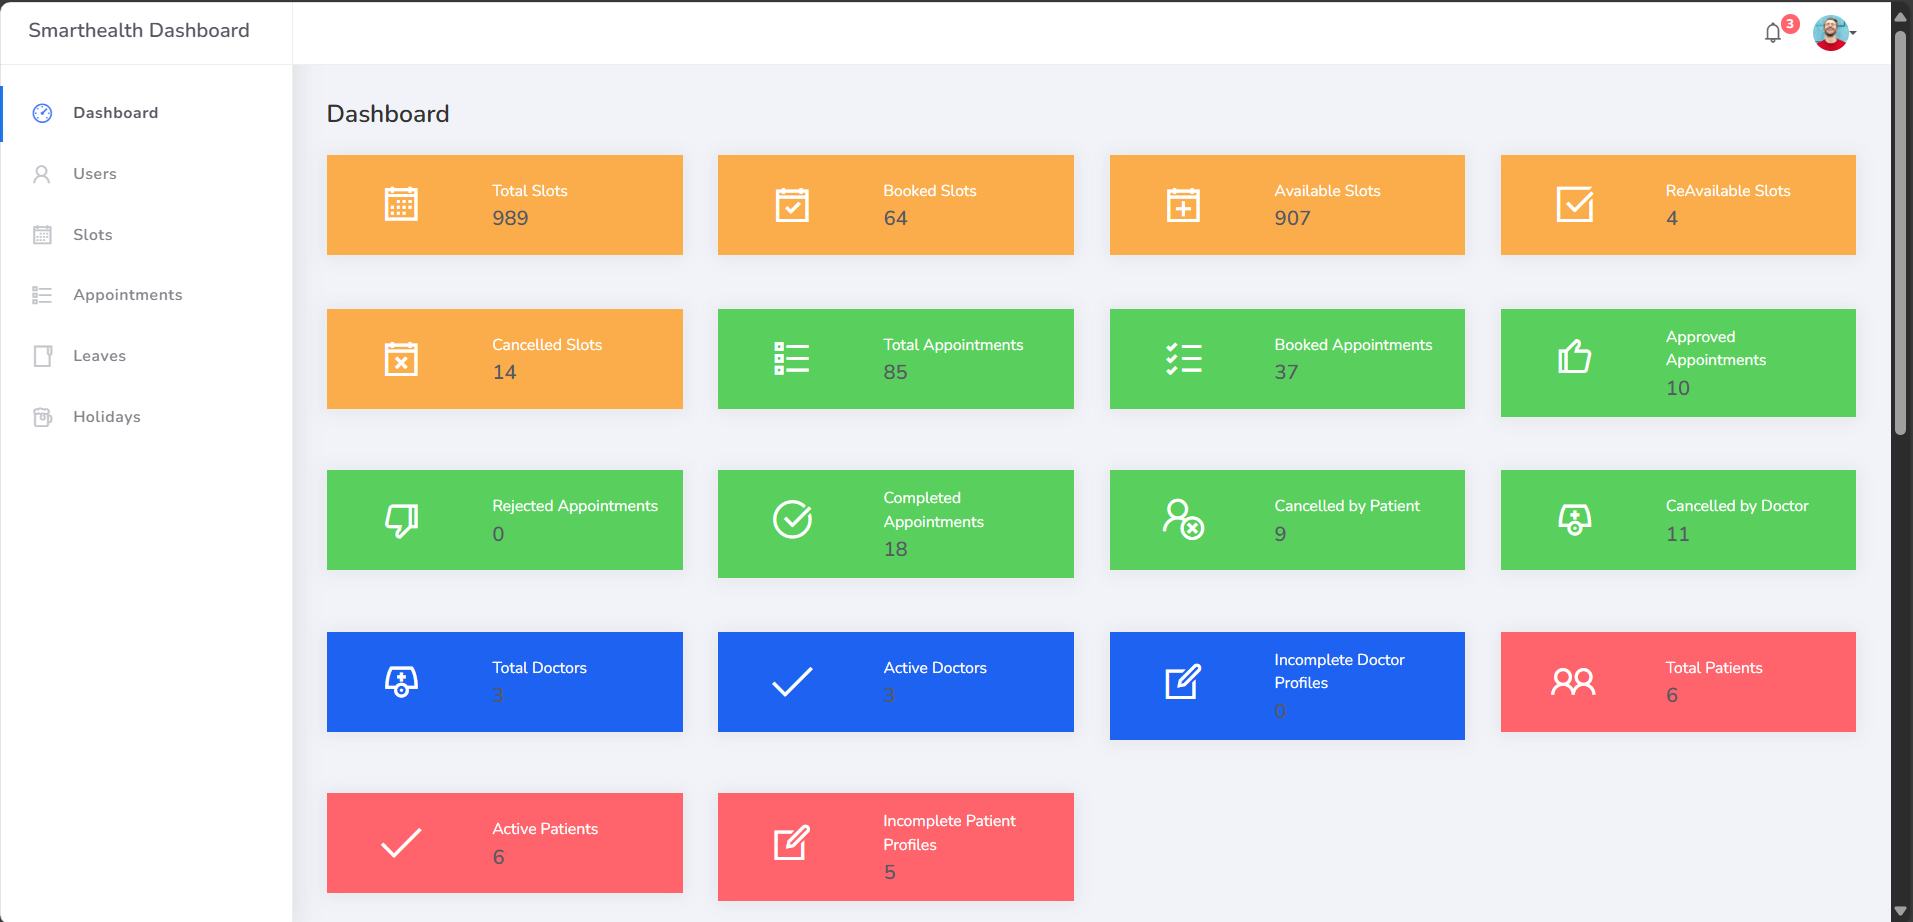 Smarthealth Dashboard
3
Dashboard
Users
Slots
Appointments
Leaves
Holidays
Dashboard
Total Slots
989
Booked Slots
64
Available Slots
907
ReAvailable Slots
4
Cancelled Slots
14
Total Appointments
85
Booked Appointments
37
Approved
Appointments
10
Rejected Appointments
0
Completed
Appointments
18
Cancelled by Patient
9
Cancelled by Doctor
11
Total Doctors
3
Active Doctors
3
Incomplete Doctor
Profiles
0
Total Patients
6
Active Patients
6
Incomplete Patient
Profiles
5